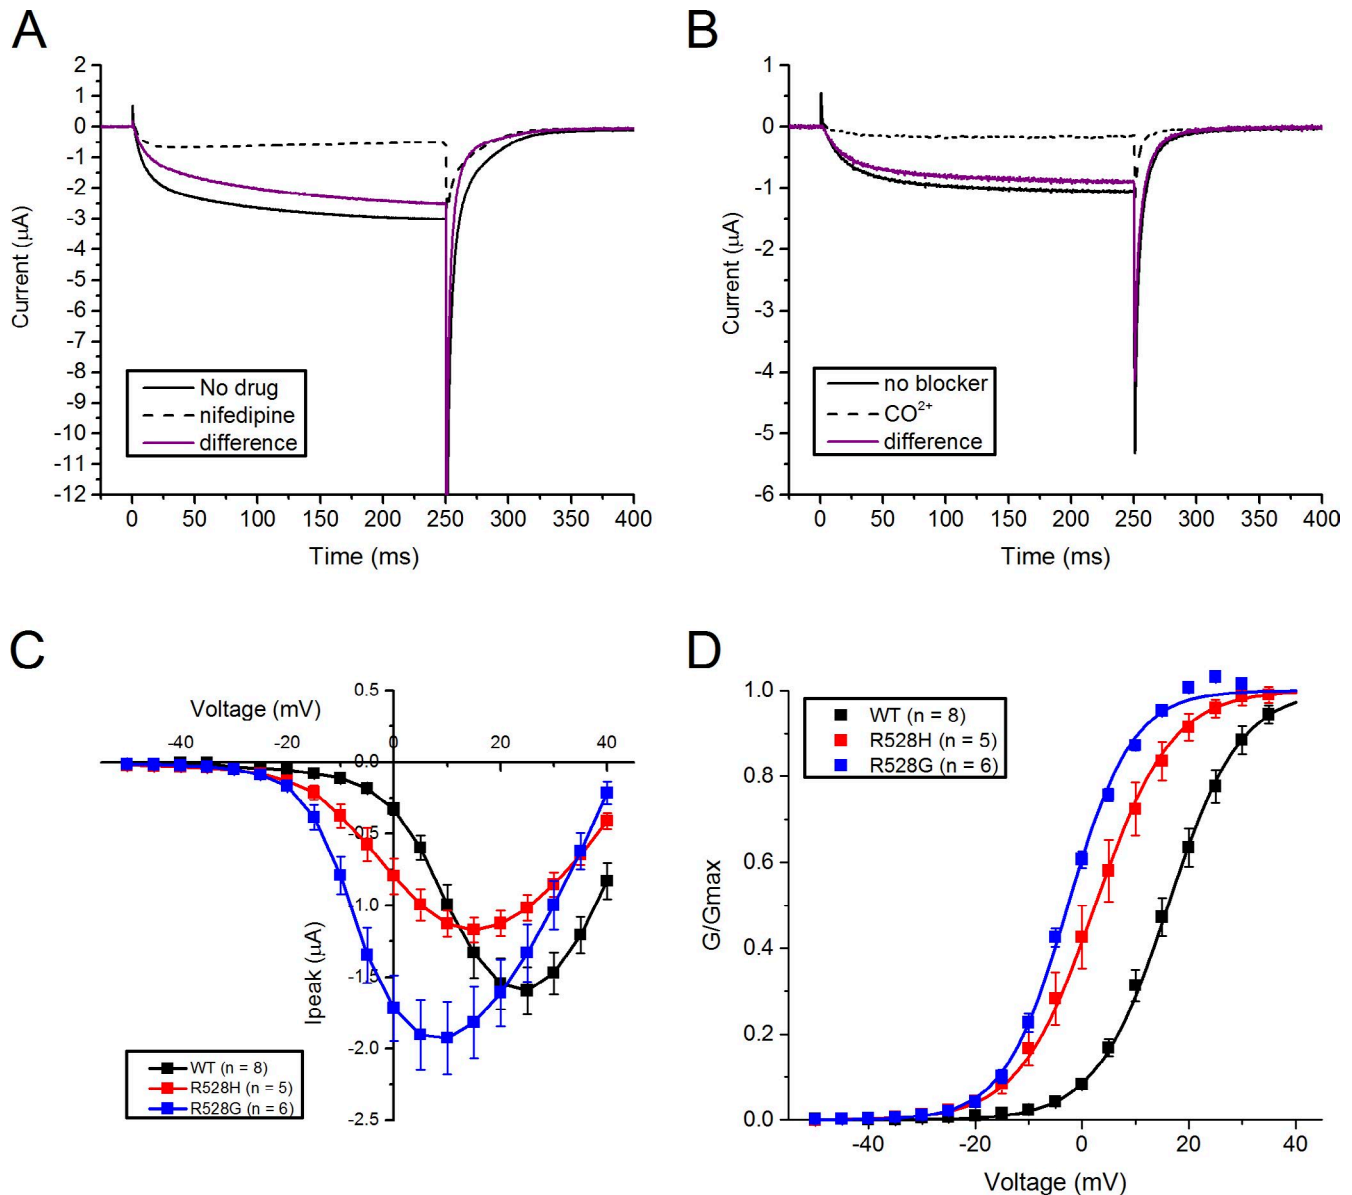 A
2
1
0
-1
-2
-3
-4
-5
-6
-7
-8
-9
-10
-11
-12
Current (μA)
No drug
nifedipine
difference
0 50 100 150 200 250 300 350 400
Time (ms)
B
1
0
-1
-2
-3
-4
-5
-6
Current (μA)
no blocker
CO²⁺
difference
0 50 100 150 200 250 300 350 400
Time (ms)
C
Voltage (mV)
-40 -20 0 20 40
0.5
0.0
-0.5
-1.0
-1.5
-2.0
-2.5
Ipeak (μA)
WT (n = 8)
R528H (n = 5)
R528G (n = 6)
D
1.0
0.8
0.6
0.4
0.2
0.0
G/Gmax
WT (n = 8)
R528H (n = 5)
R528G (n = 6)
-40 -20 0 20 40
Voltage (mV)